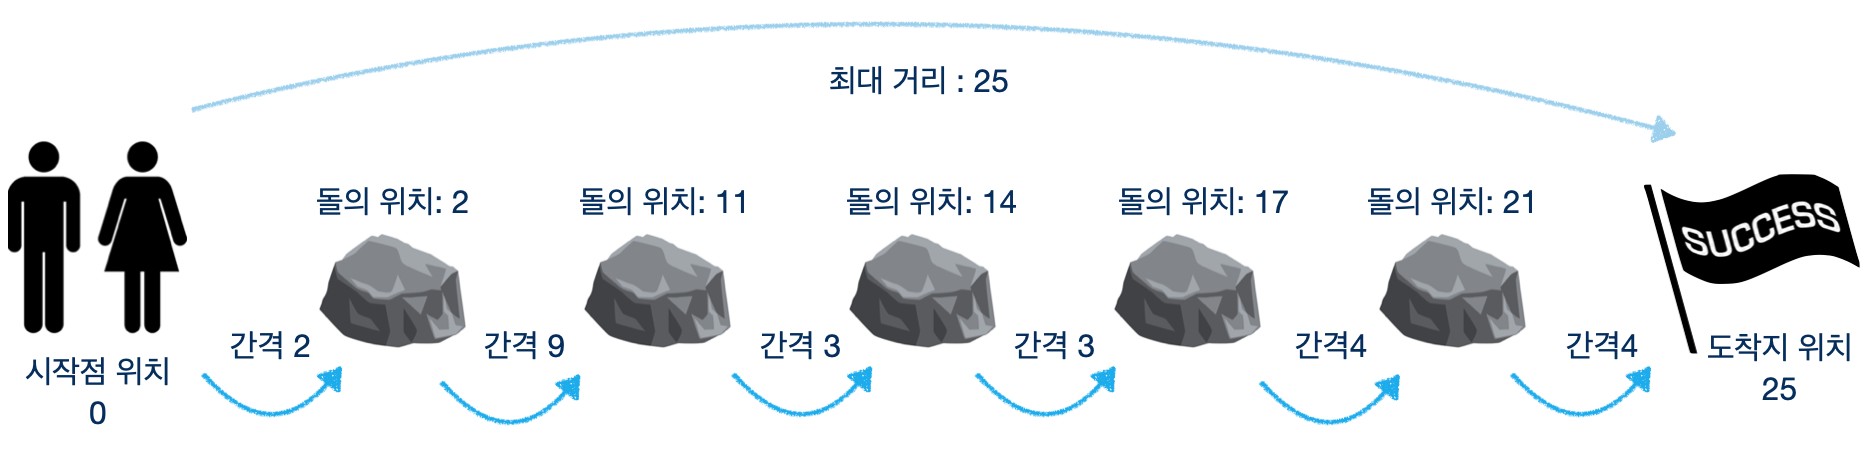 최대 거리 : 25
돌의 위치: 2
돌의 위치: 11
돌의 위치: 14
돌의 위치: 17
돌의 위치: 21
SUCCESS
간격 2
간격 9
간격 3
간격 3
간격4
간격4
시작점 위치
0
도착지 위치
25